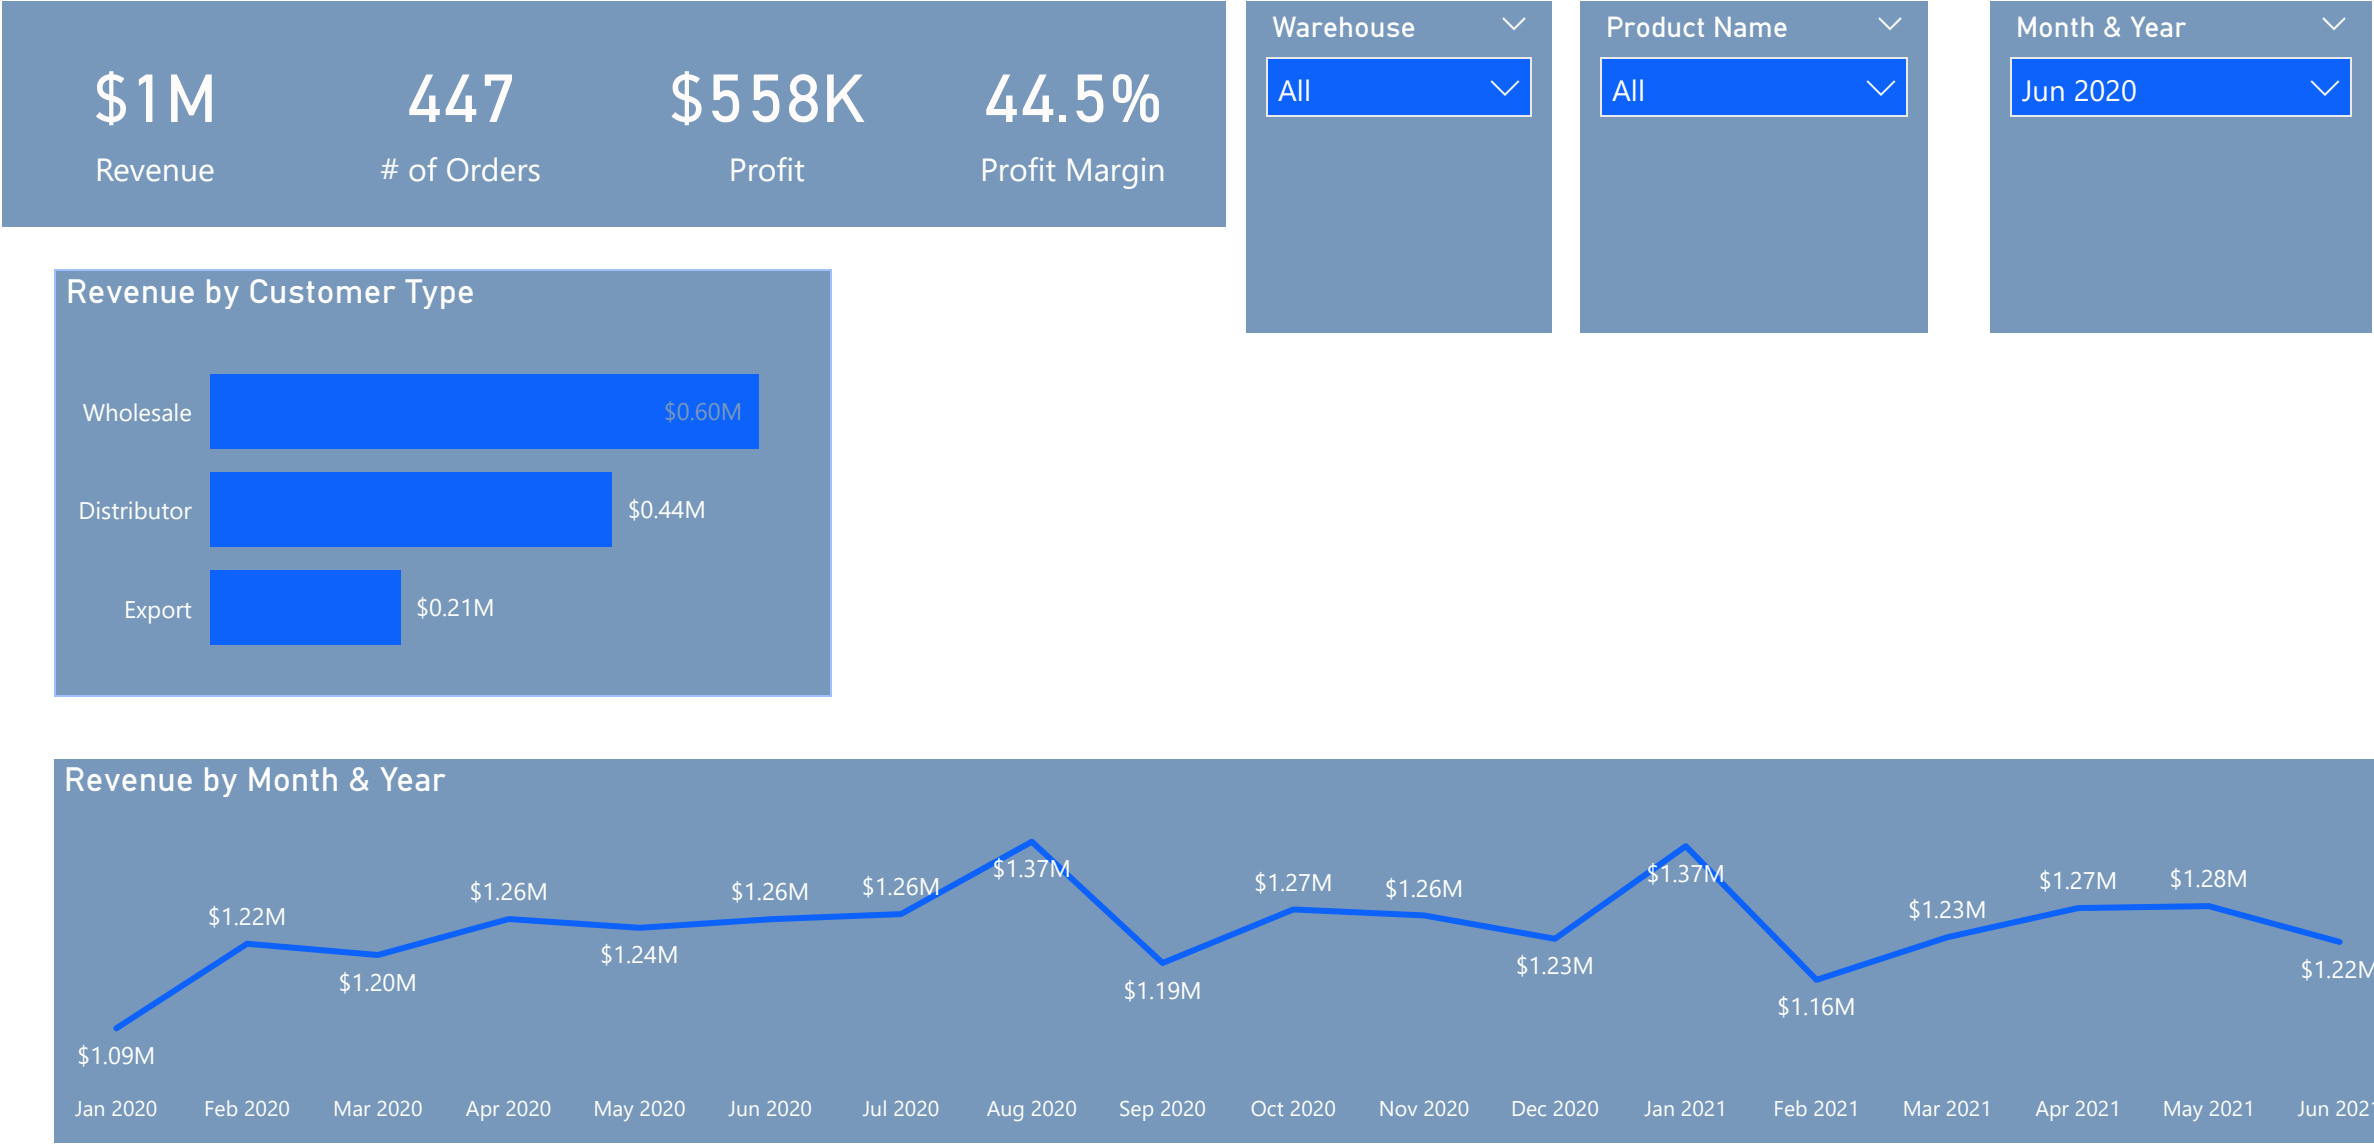 $1M 447 $558K 44.5%
Revenue # of Orders Profit Profit Margin
Warehouse
All
Product Name
All
Month & Year
Jun 2020
Revenue by Customer Type
Wholesale $0.60M
Distributor $0.44M
Export $0.21M
Revenue by Month & Year
$1.09M $1.22M $1.20M $1.26M $1.24M $1.26M $1.26M $1.37M $1.19M $1.27M $1.26M $1.23M $1.37M $1.16M $1.23M $1.27M $1.28M $1.22M
Jan 2020 Feb 2020 Mar 2020 Apr 2020 May 2020 Jun 2020 Jul 2020 Aug 2020 Sep 2020 Oct 2020 Nov 2020 Dec 2020 Jan 2021 Feb 2021 Mar 2021 Apr 2021 May 2021 Jun 2021